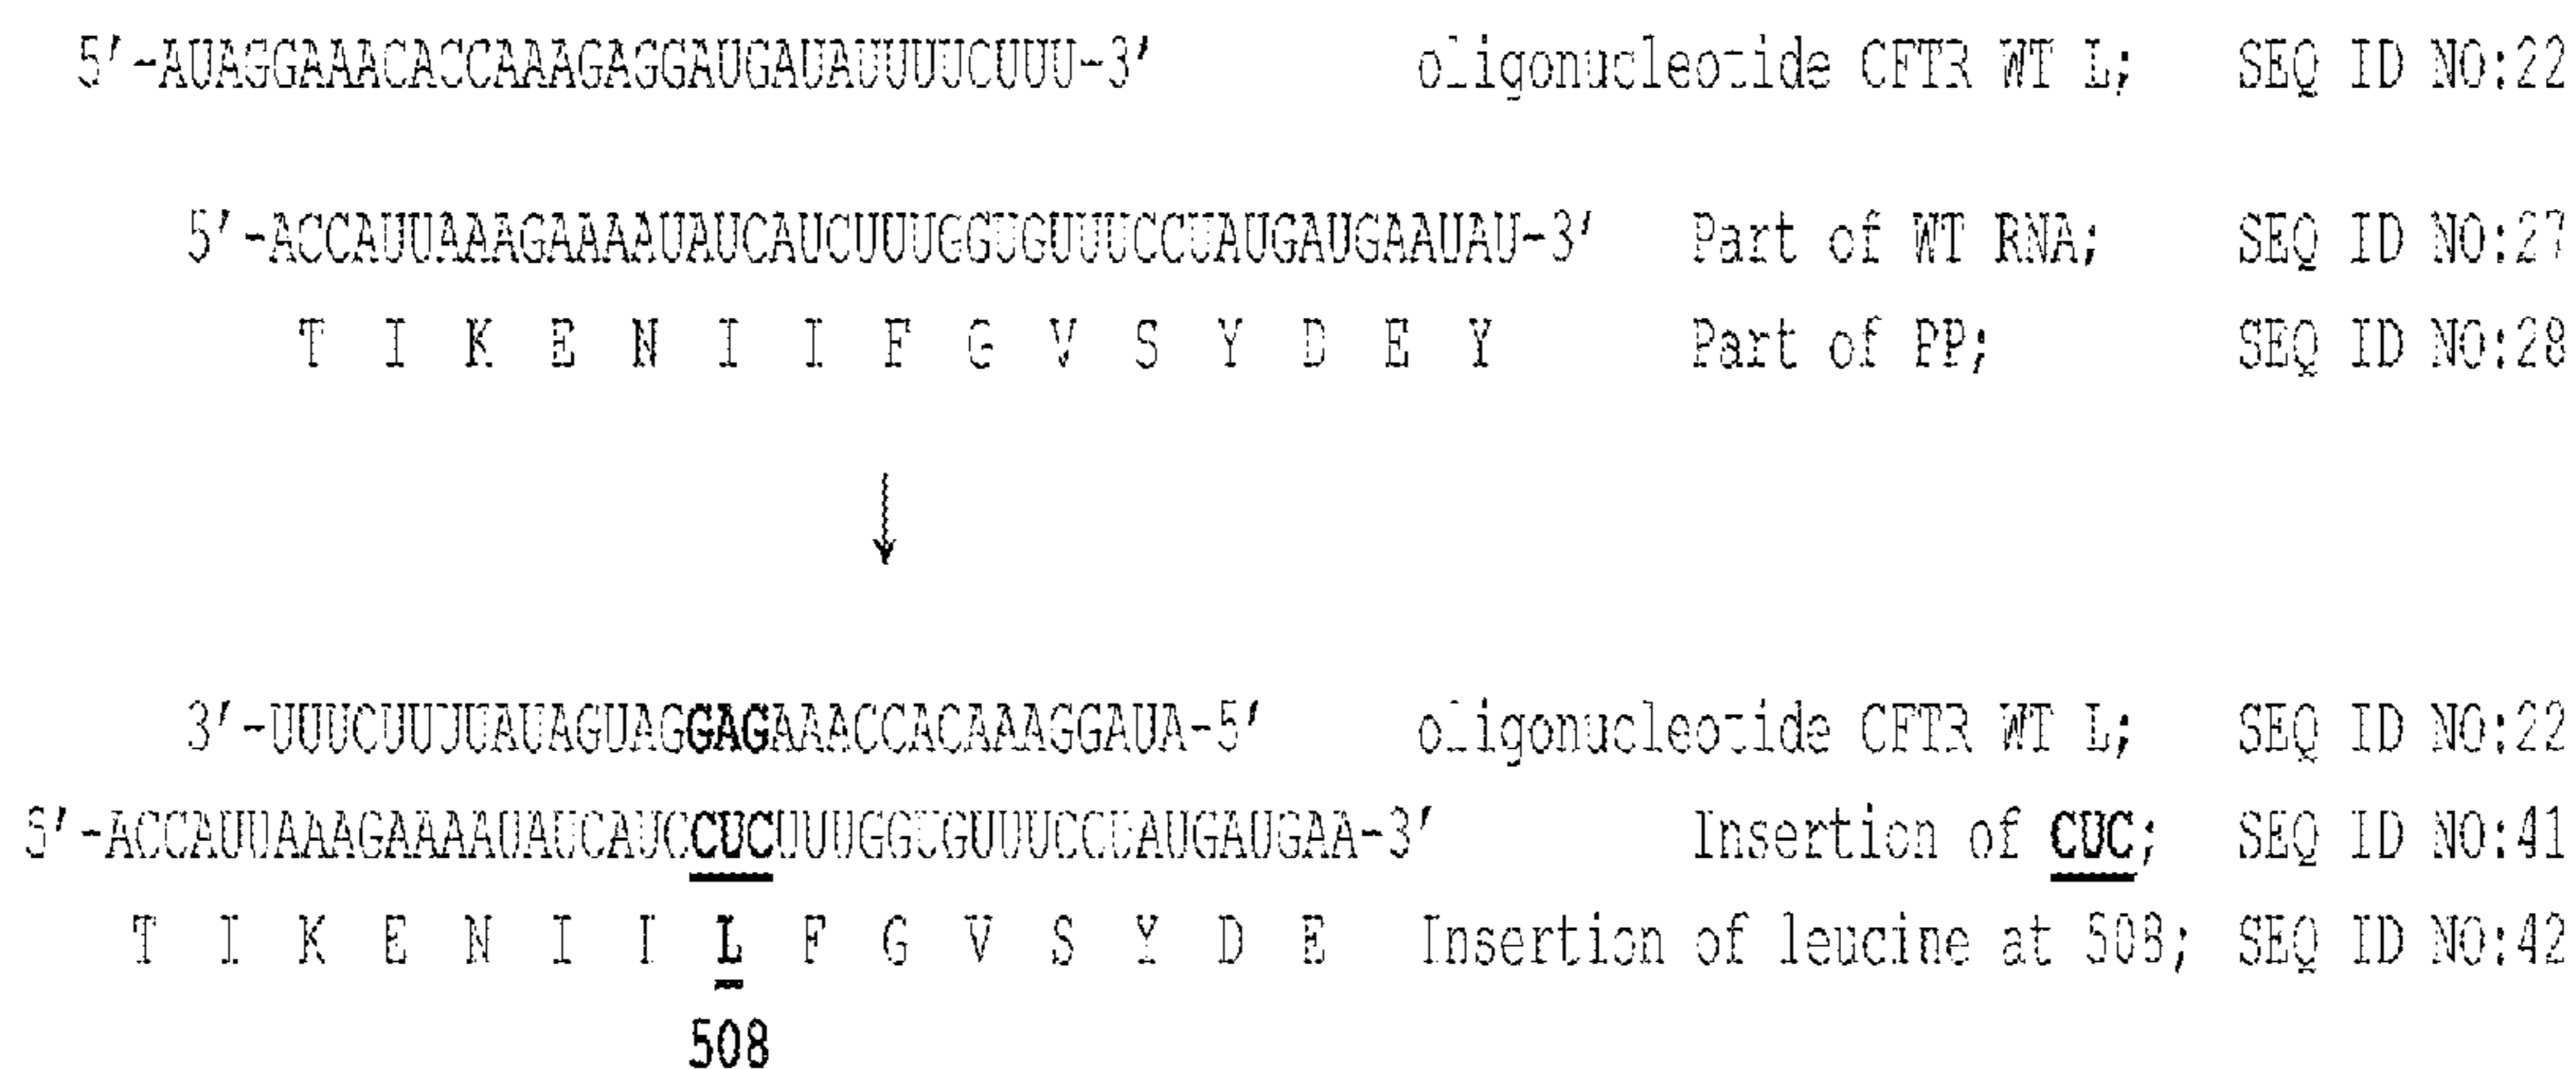 5'-AUAGGAAACACCAAAGAGGAUGAUAUUUUCUUU-3' oligonucleotide CFTR WT L; SEQ ID NO:22
5'-ACCAUUAAAGAAAAUAUCAUCUUUGGUGUUUCCUAUGAUGAAUAU-3' Part of WT RNA; SEQ ID NO:27
T I K E N I I F G V S Y D E Y Part of PP; SEQ ID NO:28
3'-UUUCUUUUAUAGUAGGAGAAACCACAAAGGAUA-5' oligonucleotide CFTR WT L; SEQ ID NO:22
5'-ACCAUUAAAGAAAAUAUCAUCCUCUUUGGUGUUUCCUAUGAUGAA-3' Insertion of CUC; SEQ ID NO:41
T I K E N I I L F G V S Y D E Insertion of leucine at 508; SEQ ID NO:42
508